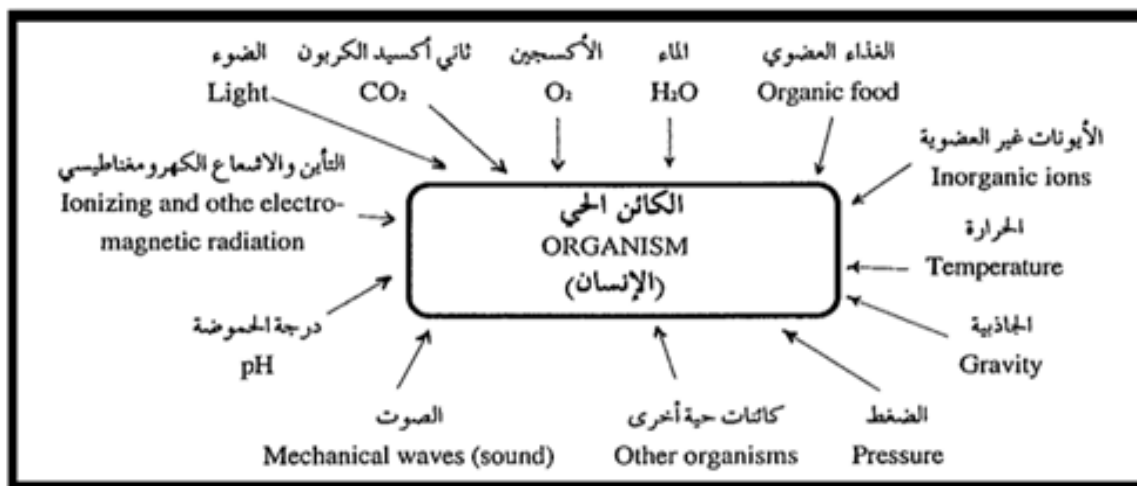 الضوء
Light
ثاني أكسيد الكربون
CO₂
الأكسجين
O₂
الماء
H₂O
الغذاء العضوي
Organic food
الأيونات غير العضوية
Inorganic ions
التأين والاشعاع الكهرومغناطيسي
Ionizing and othe electro-
magnetic radiation
الكائن الحي
ORGANISM
(الإنسان)
الحرارة
Temperature
درجة الحموضة
pH
الجاذبية
Gravity
الصوت
Mechanical waves (sound)
كائنات حية أخرى
Other organisms
الضغط
Pressure